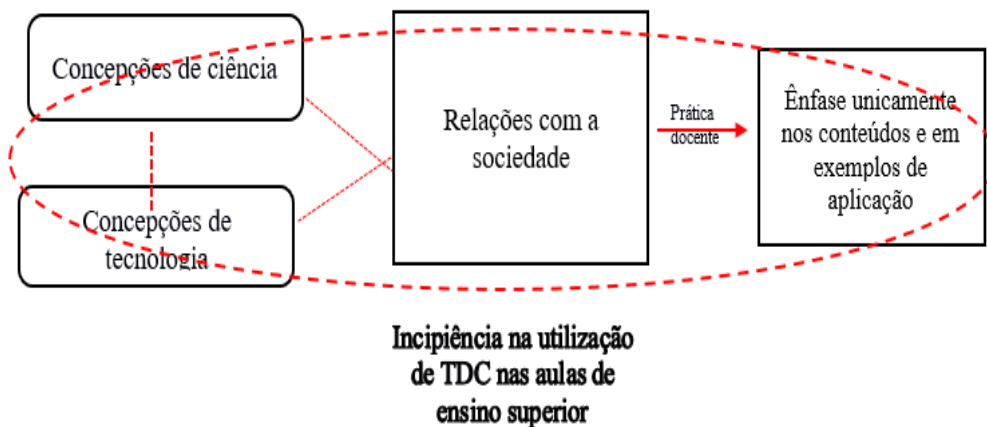 Concepções de ciência
Concepções de
tecnologia
Relações com a
sociedade
Prática
docente
Ênfase unicamente
nos conteúdos e em
exemplos de
aplicação
Incipiência na utilização
de TDC nas aulas de
ensino superior